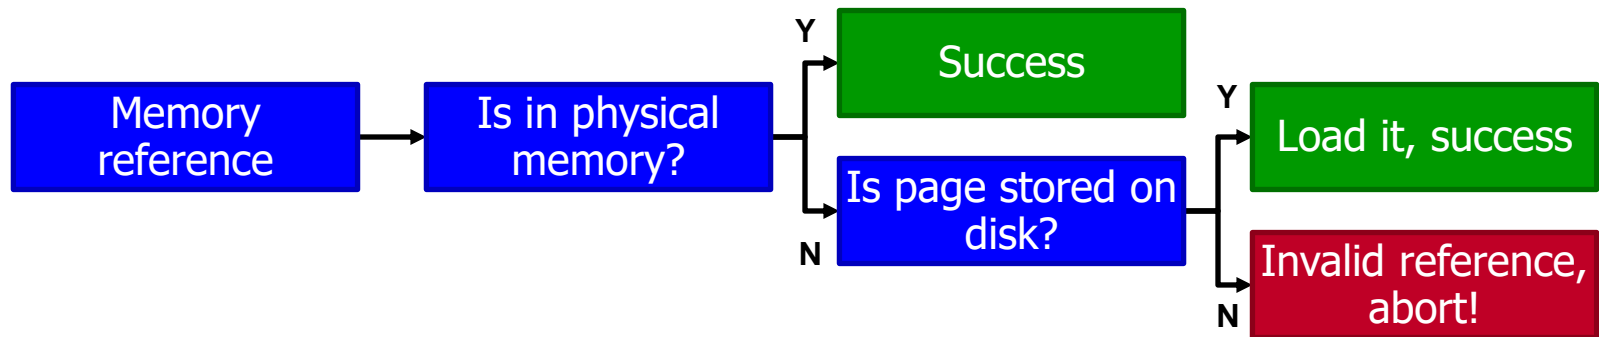 Memory
reference
Is in physical
memory?
Y
Success
N
Is page stored on
disk?
Y
Load it, success
N
Invalid reference,
abort!